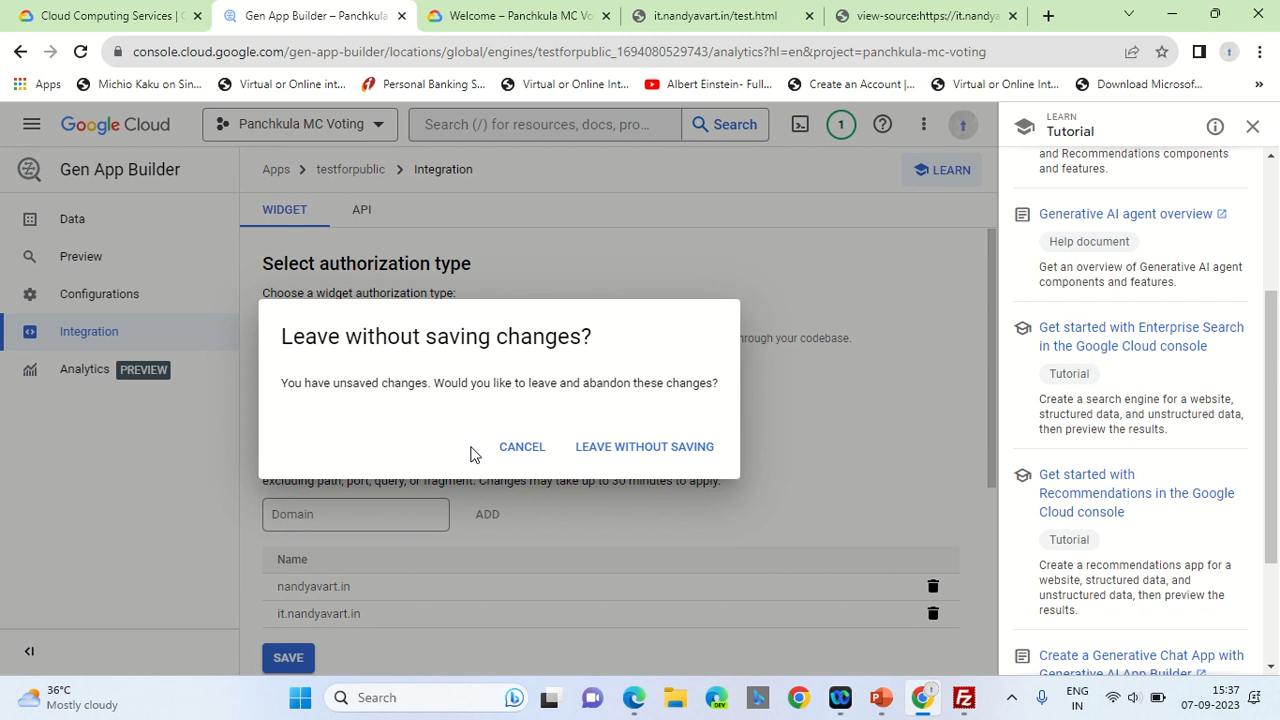 Cloud Computing Services | G
Gen App Builder – Panchkula
Welcome – Panchkula MC Vot
it.nandyavart.in/test.html
view-source:https://it.nandya
console.cloud.google.com/gen-app-builder/locations/global/engines/testforpublic_1694080529743/analytics?hl=en&project=panchkula-mc-voting
Apps
Michio Kaku on Sin...
Virtual or Online int...
Personal Banking S...
Virtual or Online Int...
Albert Einstein- Full...
Create an Account |...
Virtual or Online Int...
Download Microsof...
»
Google Cloud
Panchkula MC Voting
Search (/) for resources, docs, pro...
Search
1
LEARN
Tutorial
Gen App Builder
Apps
testforpublic
Integration
LEARN
Data
Preview
Configurations
Integration
Analytics PREVIEW
WIDGET
API
Select authorization type
Choose a widget authorization type:
hrough your codebase.
Leave without saving changes?
You have unsaved changes. Would you like to leave and abandon these changes?
CANCEL
LEAVE WITHOUT SAVING
excluding path, port, query, or fragment. Changes may take up to 30 minutes to apply.
Domain
ADD
Name
nandyavart.in
it.nandyavart.in
SAVE
and Recommendations components
and features.
Generative AI agent overview
Help document
Get an overview of Generative AI agent
components and features.
Get started with Enterprise Search
in the Google Cloud console
Tutorial
Create a search engine for a website,
structured data, and unstructured data,
then preview the results.
Get started with
Recommendations in the Google
Cloud console
Tutorial
Create a recommendations app for a
website, structured data, and
unstructured data, then preview the
results.
Create a Generative Chat App with
Generative AI App Builder
36°C
Mostly cloudy
Search
DEV
ENG
IN
15:37
07-09-2023